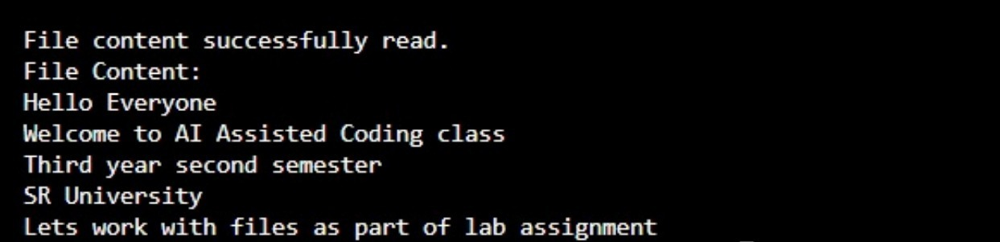 File content successfully read.
File Content:
Hello Everyone
Welcome to AI Assisted Coding class
Third year second semester
SR University
Lets work with files as part of lab assignment